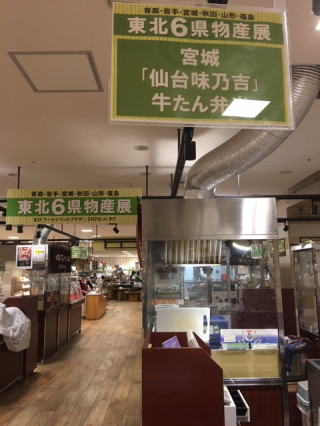 青森・岩手・宮城・秋田・山形・福島
東北6県物産展
宮城
「仙台味乃吉」
牛たん弁
青森・岩手・宮城・秋田・山形・福島
東北6県物産展